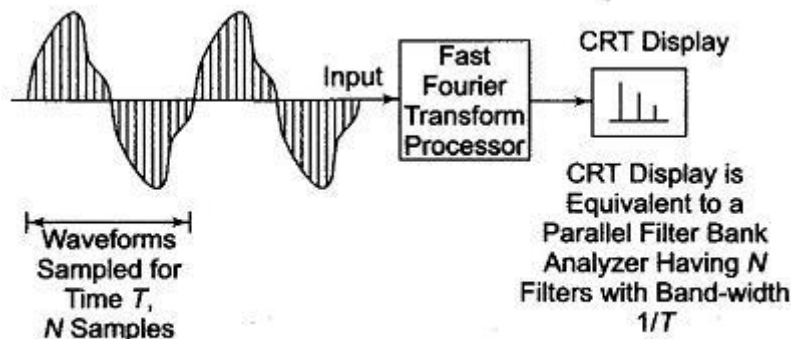 Input
Fast
Fourier
Transform
Processor
CRT Display
Waveforms
Sampled for
Time T,
N Samples
CRT Display is
Equivalent to a
Parallel Filter Bank
Analyzer Having N
Filters with Band-width
1/T